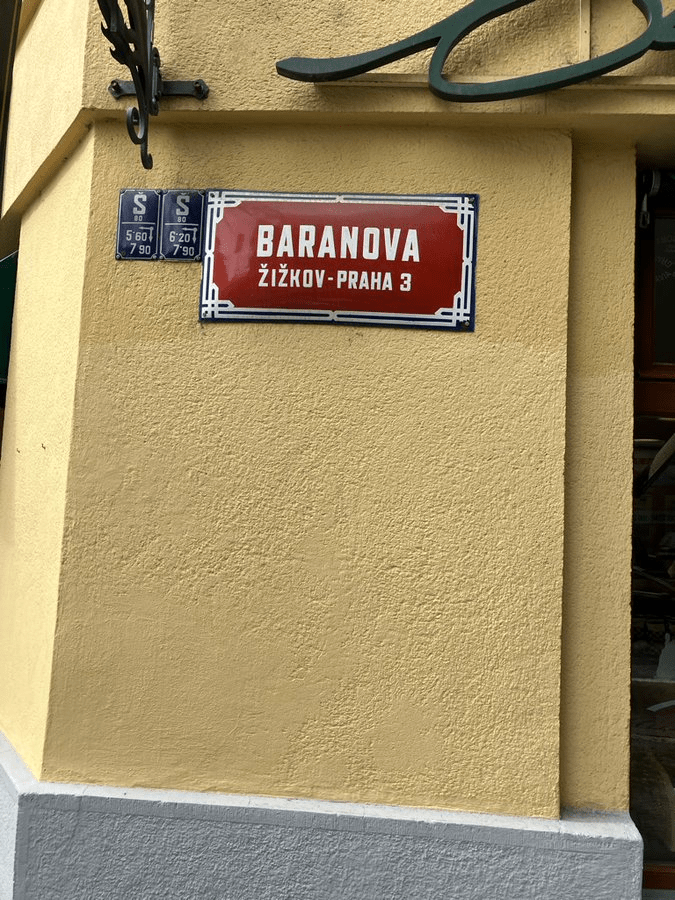 Š
80
5·60
7·90
Š
80
6·20
7·90
BARANOVA
ŽIŽKOV-PRAHA 3